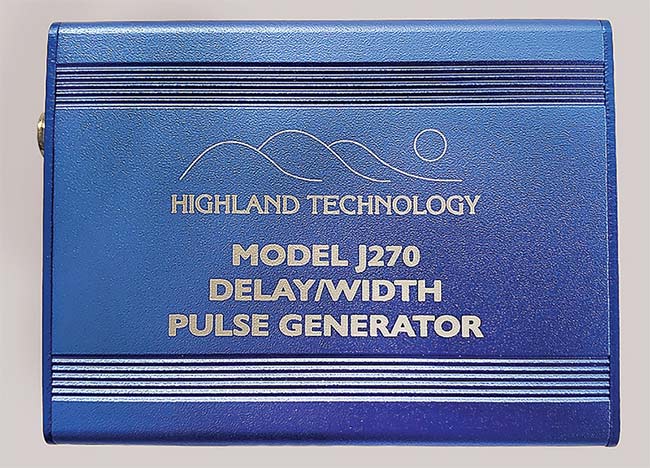 HIGHLAND TECHNOLOGY
MODEL J270
DELAY/WIDTH
PULSE GENERATOR